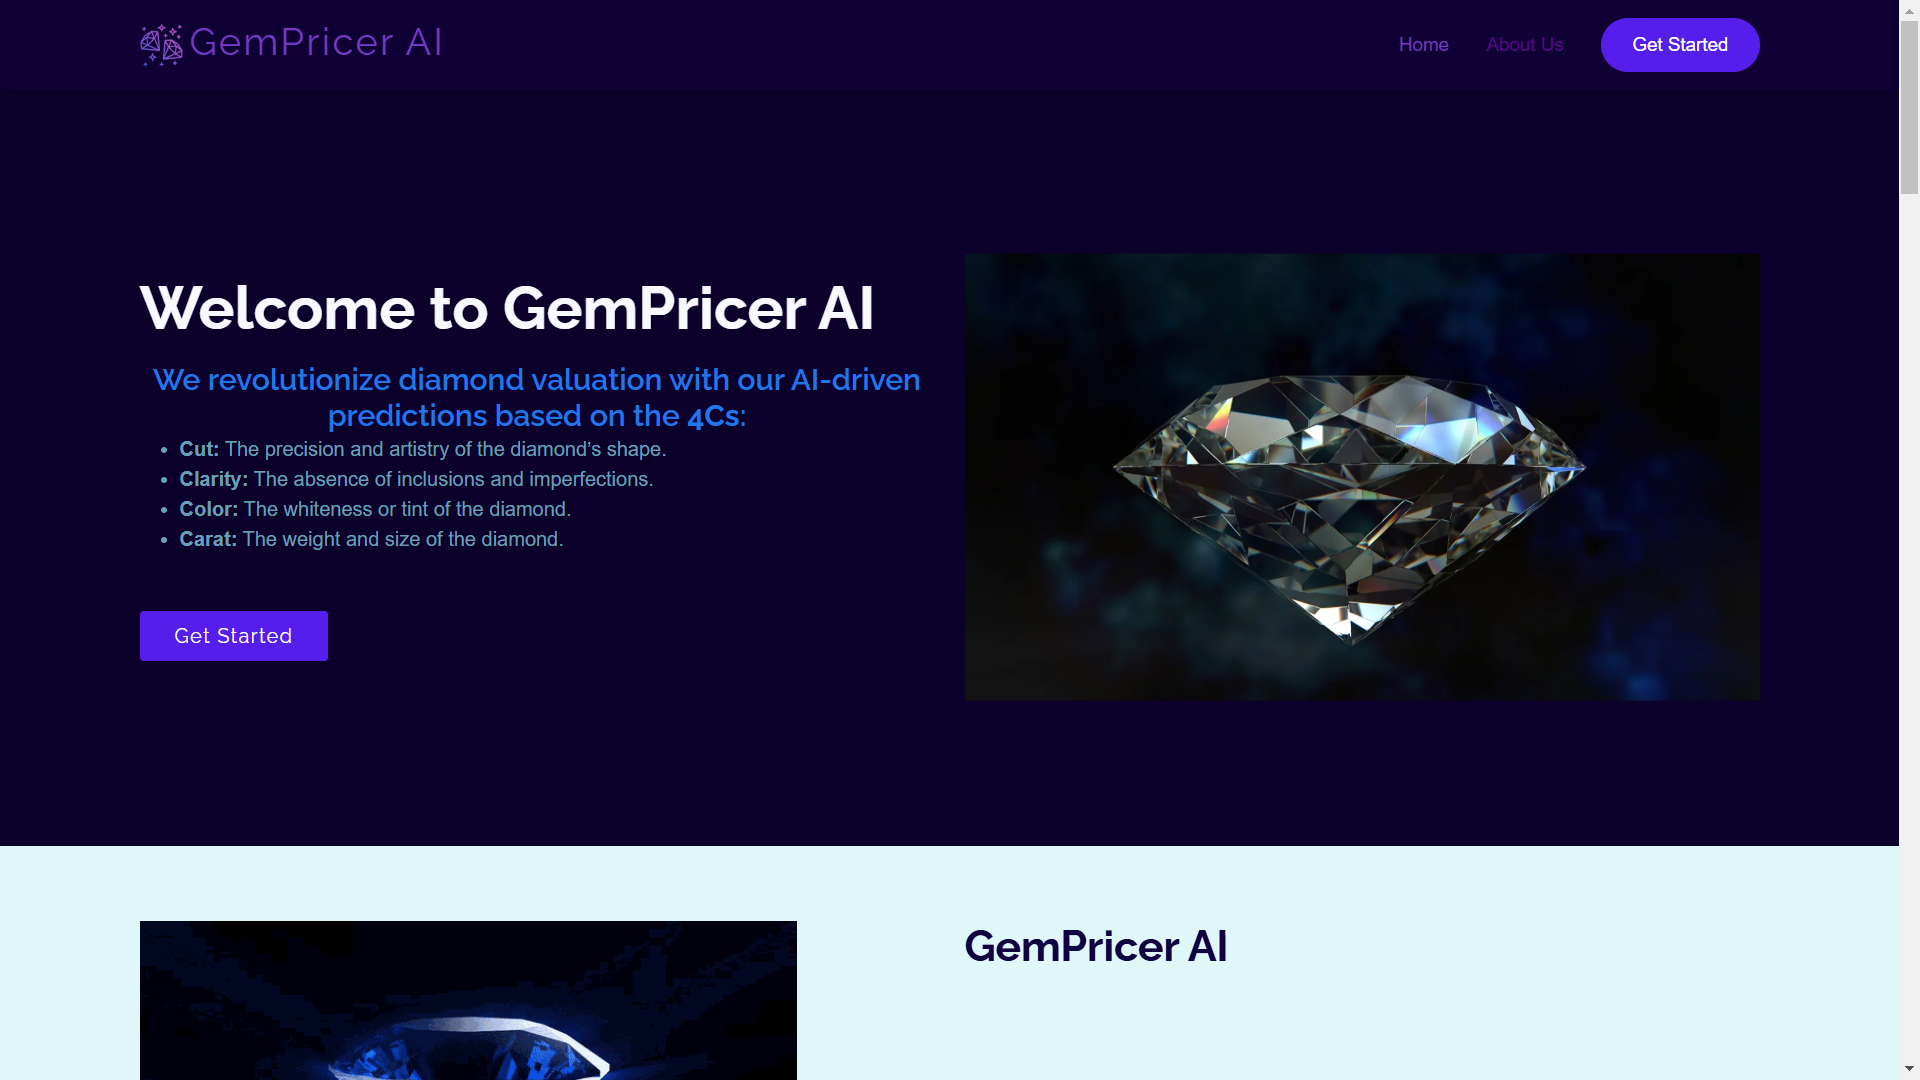 GemPricer AI
Home
About Us
Get Started
Welcome to GemPricer AI
We revolutionize diamond valuation with our AI-driven
predictions based on the 4Cs:
• Cut: The precision and artistry of the diamond’s shape.
• Clarity: The absence of inclusions and imperfections.
• Color: The whiteness or tint of the diamond.
• Carat: The weight and size of the diamond.
Get Started
GemPricer AI